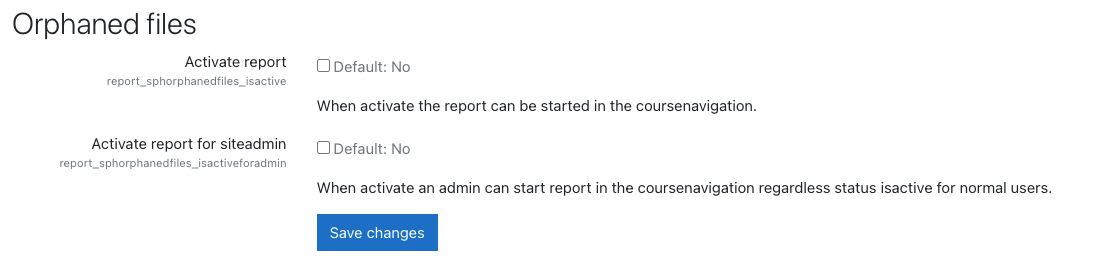 Orphaned files
Activate report
report_sphorphanedfiles_isactive
Default: No
When activate the report can be started in the coursenavigation.
Activate report for siteadmin
report_sphorphanedfiles_isactiveforadmin
Default: No
When activate an admin can start report in the coursenavigation regardless status isactive for normal users.
Save changes